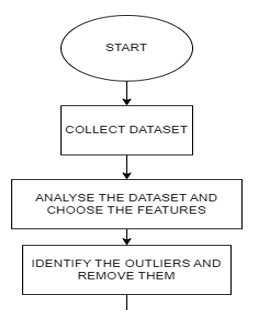 START
COLLECT DATASET
ANALYSE THE DATASET AND
CHOOSE THE FEATURES
IDENTIFY THE OUTLIERS AND
REMOVE THEM